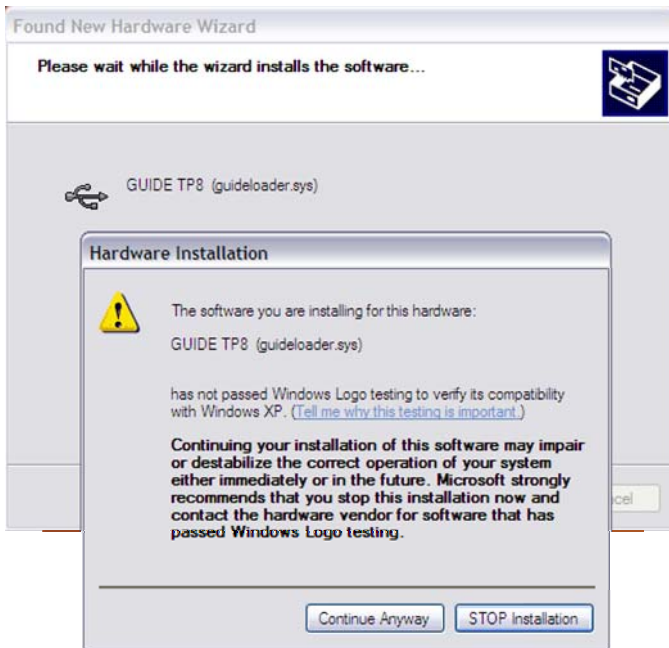 Found New Hardware Wizard
Please wait while the wizard installs the software...
GUIDE TP8 (guideloader.sys)
Hardware Installation
The software you are installing for this hardware:
GUIDE TP8 (guideloader.sys)
has not passed Windows Logo testing to verify its compatibility
with Windows XP. (Tell me why this testing is important.)
Continuing your installation of this software may impair
or destabilize the correct operation of your system
either immediately or in the future. Microsoft strongly
recommends that you stop this installation now and
contact the hardware vendor for software that has
passed Windows Logo testing.
Continue Anyway
STOP Installation